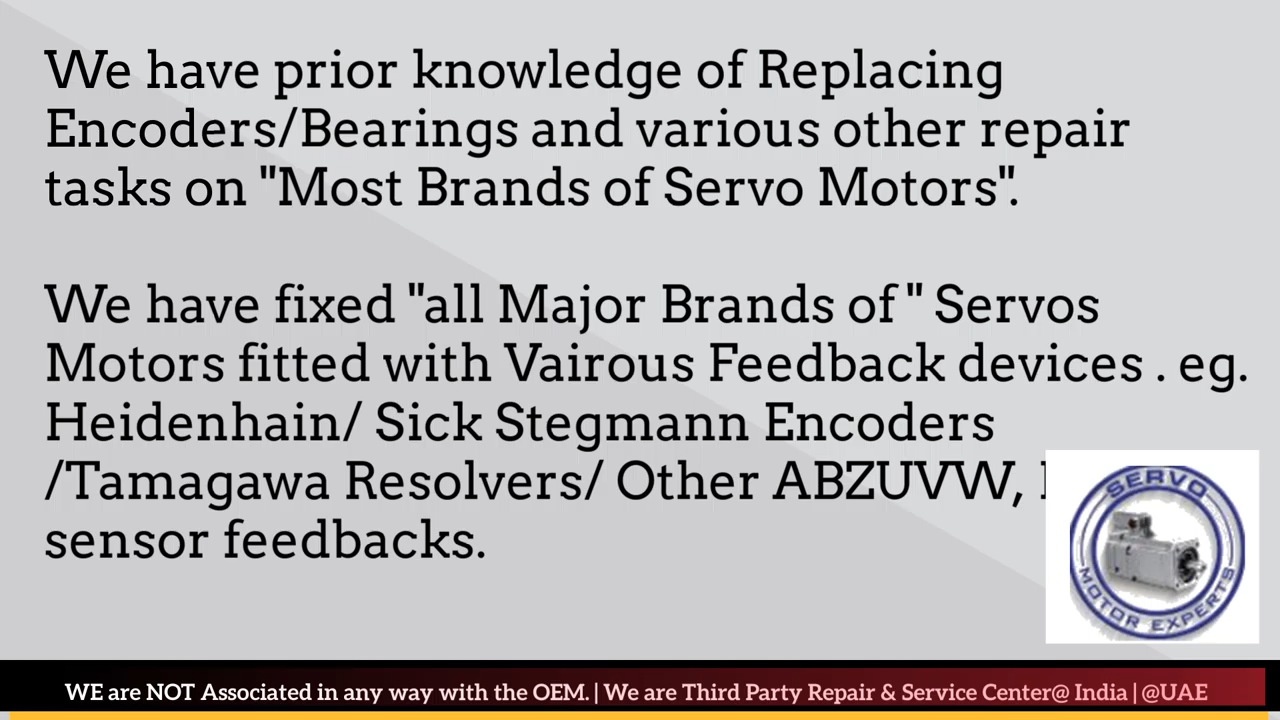 We have prior knowledge of Replacing
Encoders/Bearings and various other repair
tasks on "Most Brands of Servo Motors".
We have fixed "all Major Brands of " Servos
Motors fitted with Vairous Feedback devices . eg.
Heidenhain/ Sick Stegmann Encoders
/Tamagawa Resolvers/ Other ABZUVW,
sensor feedbacks.
SERVO
MOTOR EXPERTS
WE are NOT Associated in any way with the OEM. | We are Third Party Repair & Service Center@ India | @UAE